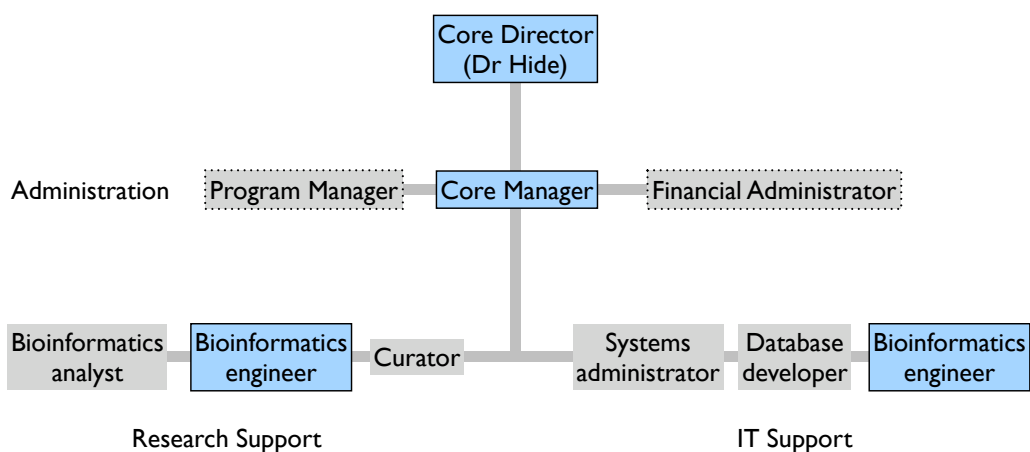 Core Director
(Dr Hide)
Administration
Program Manager
Core Manager
Financial Administrator
Bioinformatics
analyst
Bioinformatics
engineer
Curator
Systems
administrator
Database
developer
Bioinformatics
engineer
Research Support
IT Support